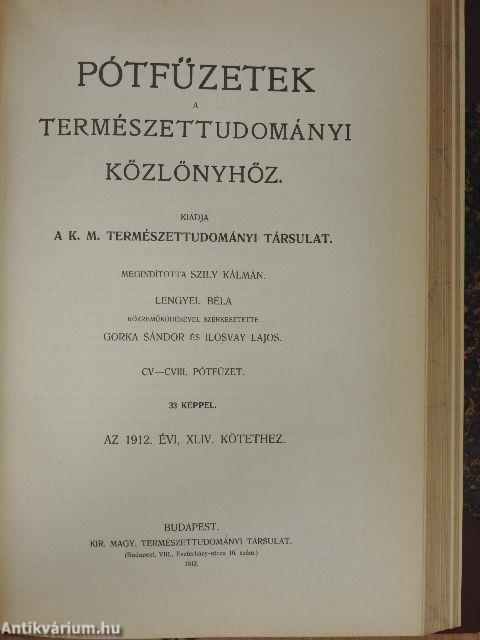 PÓTFÜZETEK
A
TERMÉSZETTUDOMÁNYI
KÖZLÖNYHÖZ.
KIADJA
A K. M. TERMÉSZETTUDOMÁNYI TÁRSULAT.
MEGINDÍTOTTA SZILY KÁLMÁN.
LENGYEL BÉLA
KÖZREMŰKÖDÉSÉVEL SZERKESZTETTE
GORKA SÁNDOR ÉS ILOSVAY LAJOS.
CV—CVIII. PÓTFÜZET.
33 KÉPPEL.
AZ 1912. ÉVI, XLIV. KÖTETHEZ.
BUDAPEST.
KIR. MAGY. TERMÉSZETTUDOMÁNYI TÁRSULAT.
(Budapest, VIII., Eszterházy-utcza 16. szám.)
1912.
Antikvárium.hu